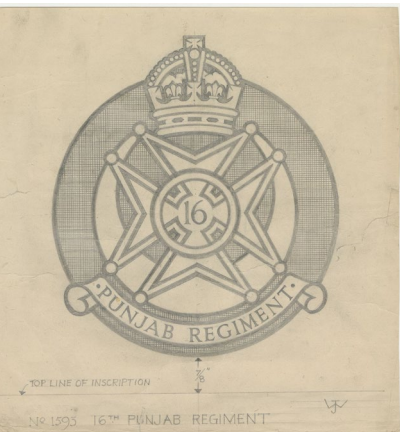 16
· PUNJAB REGIMENT ·
TOP LINE OF INSCRIPTION
No 1595 16TH PUNJAB REGIMENT